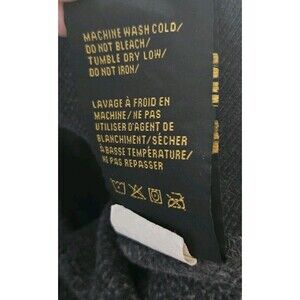 MACHINE WASH COLD/
DO NOT BLEACH/
TUMBLE DRY LOW/
DO NOT IRON/
LAVAGE À FROID EN
MACHINE/NE PAS
UTILISER D'AGENT DE
BLANCHIMENT/SÉCHER
À BASSE TEMPÉRATURE/
NE PAS REPASSER